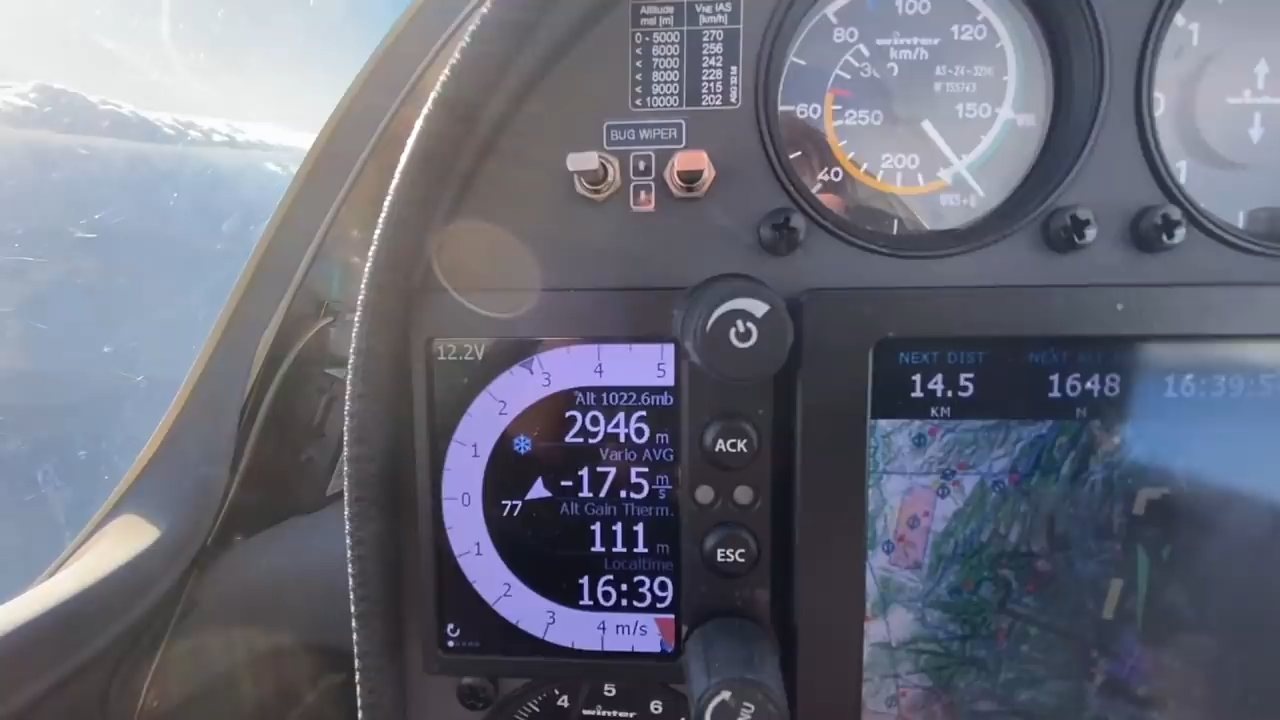 Altitude msl [m] VNE IAS [km/h]
0 - 5000 270
< 6000 256
< 7000 242
< 8000 228
< 9000 215
< 10000 202
BUG WIPER
100
80 120
winter
km/h
60 250 150
200
40
1
0
1
12.2V
3 4 5
2
1
0
1
2
3
4 m/s
Alt 1022.6mb
2946 m
Vario AVG
-17.5 m/s
77
Alt Gain Therm.
111 m
Localtime
16:39
ACK
ESC
NEXT DIST
14.5
KM
1648
M
16:39:5
4 5 6
winter